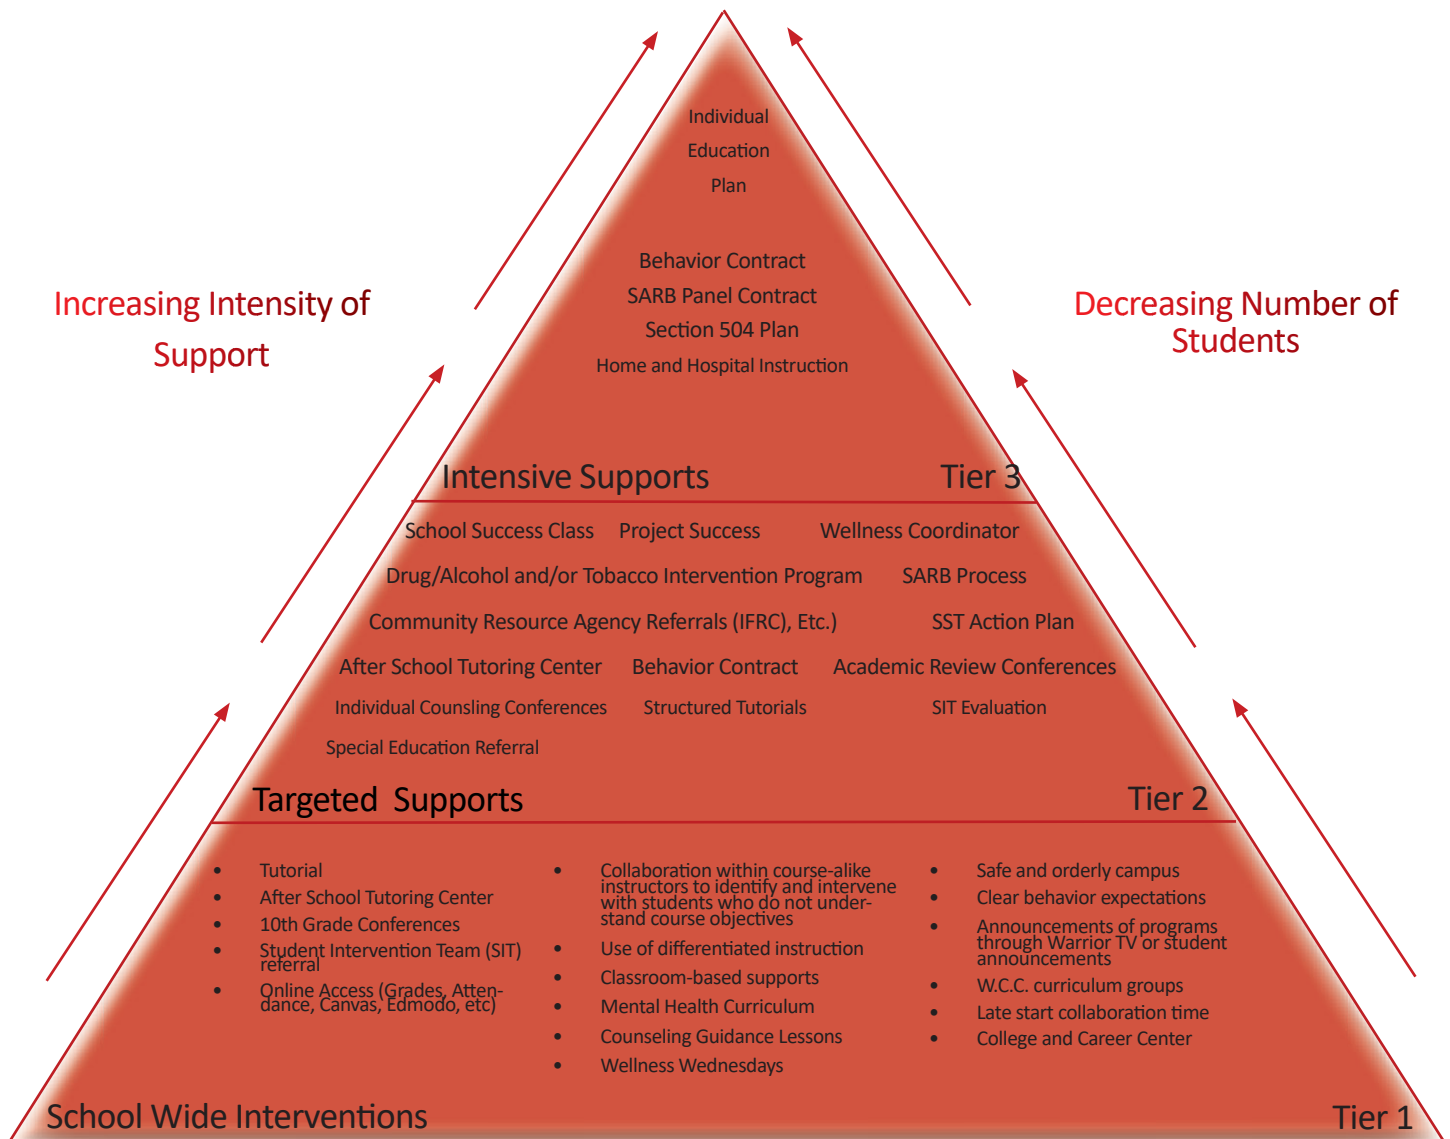 Individual
Education
Plan
Behavior Contract
SARB Panel Contract
Section 504 Plan
Home and Hospital Instruction
Increasing Intensity of
Support
Decreasing Number of
Students
Intensive Supports Tier 3
School Success Class Project Success Wellness Coordinator
Drug/Alcohol and/or Tobacco Intervention Program SARB Process
Community Resource Agency Referrals (IFRC), Etc.) SST Action Plan
After School Tutoring Center Behavior Contract Academic Review Conferences
Individual Counsling Conferences Structured Tutorials SIT Evaluation
Special Education Referral
Targeted Supports Tier 2
• Tutorial
• After School Tutoring Center
• 10th Grade Conferences
• Student Intervention Team (SIT)
referral
• Online Access (Grades, Atten-
dance, Canvas, Edmodo, etc)
• Collaboration within course-alike
instructors to identify and intervene
with students who do not under-
stand course objectives
• Use of differentiated instruction
• Classroom-based supports
• Mental Health Curriculum
• Counseling Guidance Lessons
• Wellness Wednesdays
• Safe and orderly campus
• Clear behavior expectations
• Announcements of programs
through Warrior TV or student
announcements
• W.C.C. curriculum groups
• Late start collaboration time
• College and Career Center
School Wide Interventions Tier 1